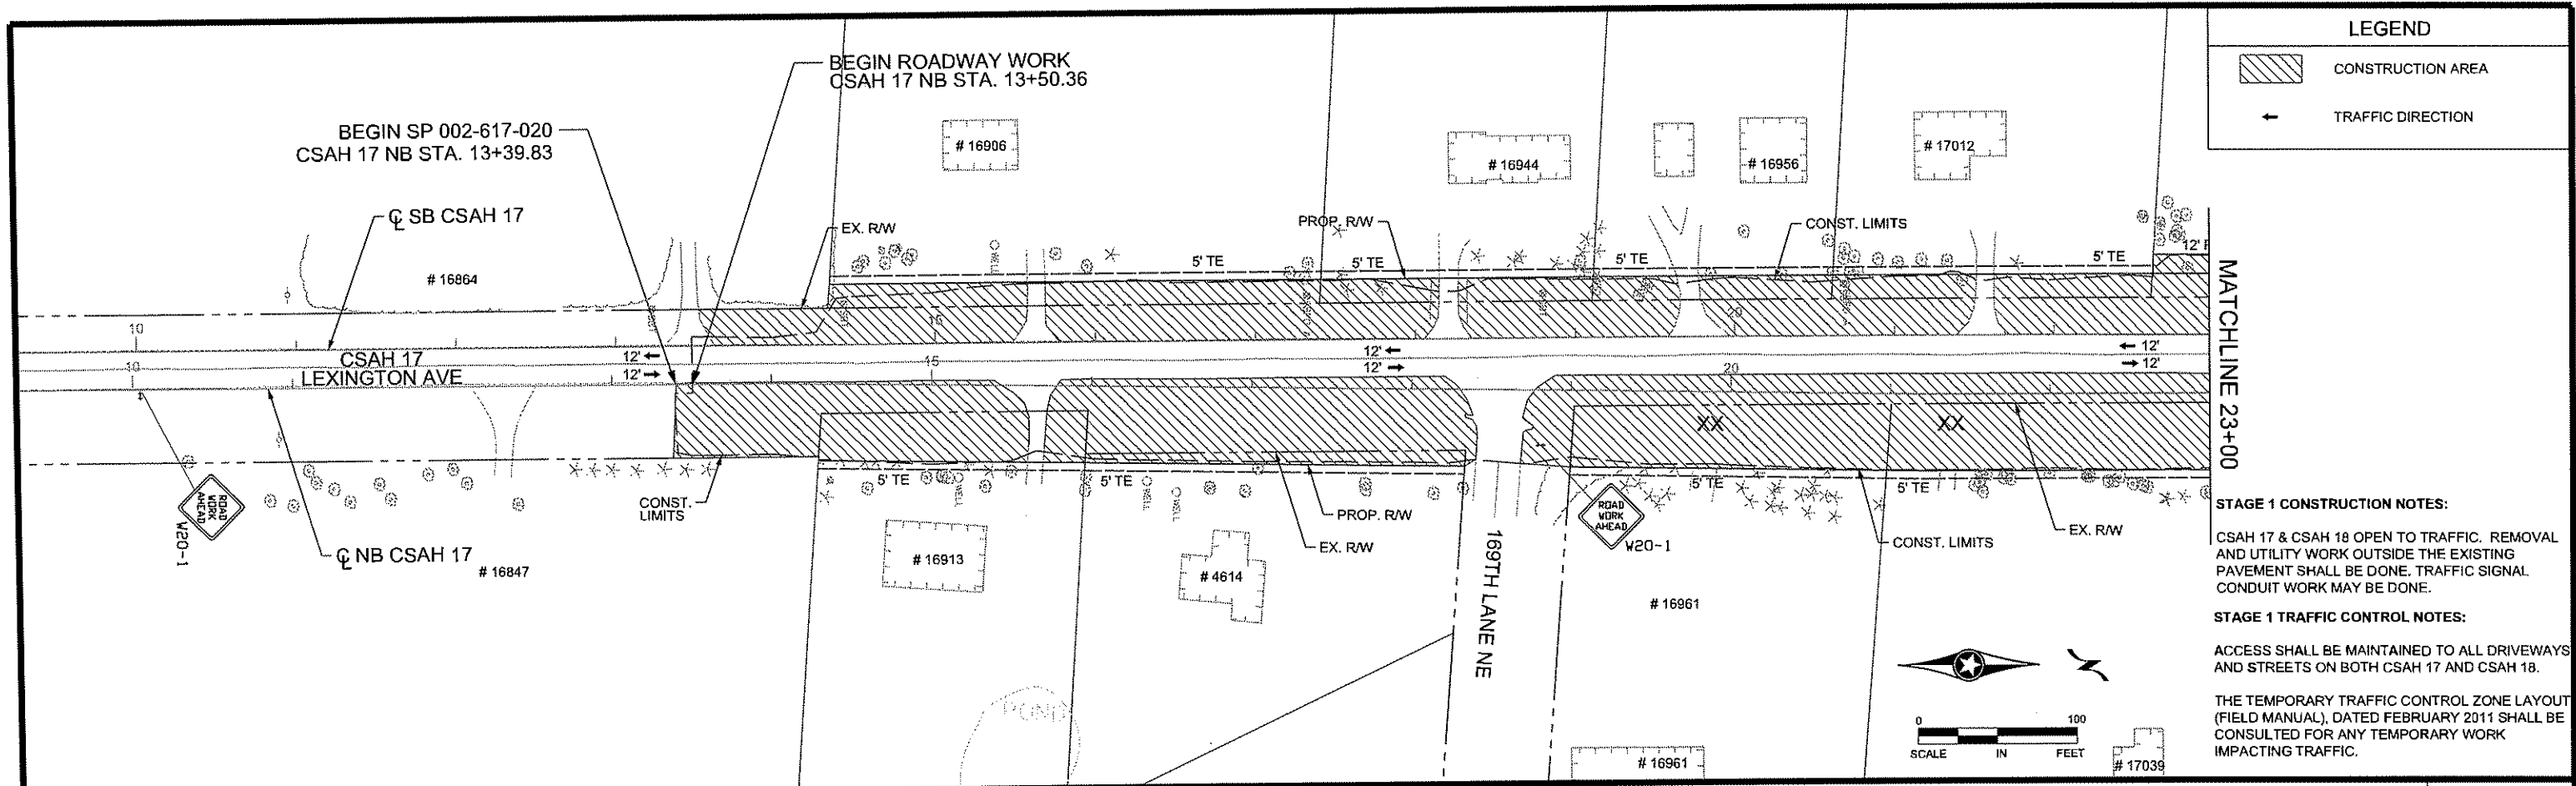 BEGIN ROADWAY WORK
CSAH 17 NB STA. 13+50.36
BEGIN SP 002-617-020
CSAH 17 NB STA. 13+39.83
℄ SB CSAH 17
# 16864
EX. R/W
# 16906
# 16944
# 16956
# 17012
PROP. R/W
CONST. LIMITS
5' TE
5' TE
5' TE
5' TE
10
15
20
CSAH 17
LEXINGTON AVE
12'
12'
12'
12'
12'
12'
10
15
20
XX
XX
MATCHLINE 23+00
ROAD
WORK
AHEAD
W20-1
℄ NB CSAH 17
# 16847
CONST.
LIMITS
5' TE
5' TE
5' TE
5' TE
WELL
WELL
WELL
# 16913
# 4614
PROP. R/W
EX. R/W
169TH LANE NE
ROAD
WORK
AHEAD
W20-1
# 16961
CONST. LIMITS
EX. R/W
POND
# 16961
# 17039
0 100
SCALE IN FEET
LEGEND
CONSTRUCTION AREA
TRAFFIC DIRECTION
STAGE 1 CONSTRUCTION NOTES:
CSAH 17 & CSAH 18 OPEN TO TRAFFIC. REMOVAL
AND UTILITY WORK OUTSIDE THE EXISTING
PAVEMENT SHALL BE DONE. TRAFFIC SIGNAL
CONDUIT WORK MAY BE DONE.
STAGE 1 TRAFFIC CONTROL NOTES:
ACCESS SHALL BE MAINTAINED TO ALL DRIVEWAYS
AND STREETS ON BOTH CSAH 17 AND CSAH 18.
THE TEMPORARY TRAFFIC CONTROL ZONE LAYOUT
(FIELD MANUAL), DATED FEBRUARY 2011 SHALL BE
CONSULTED FOR ANY TEMPORARY WORK
IMPACTING TRAFFIC.